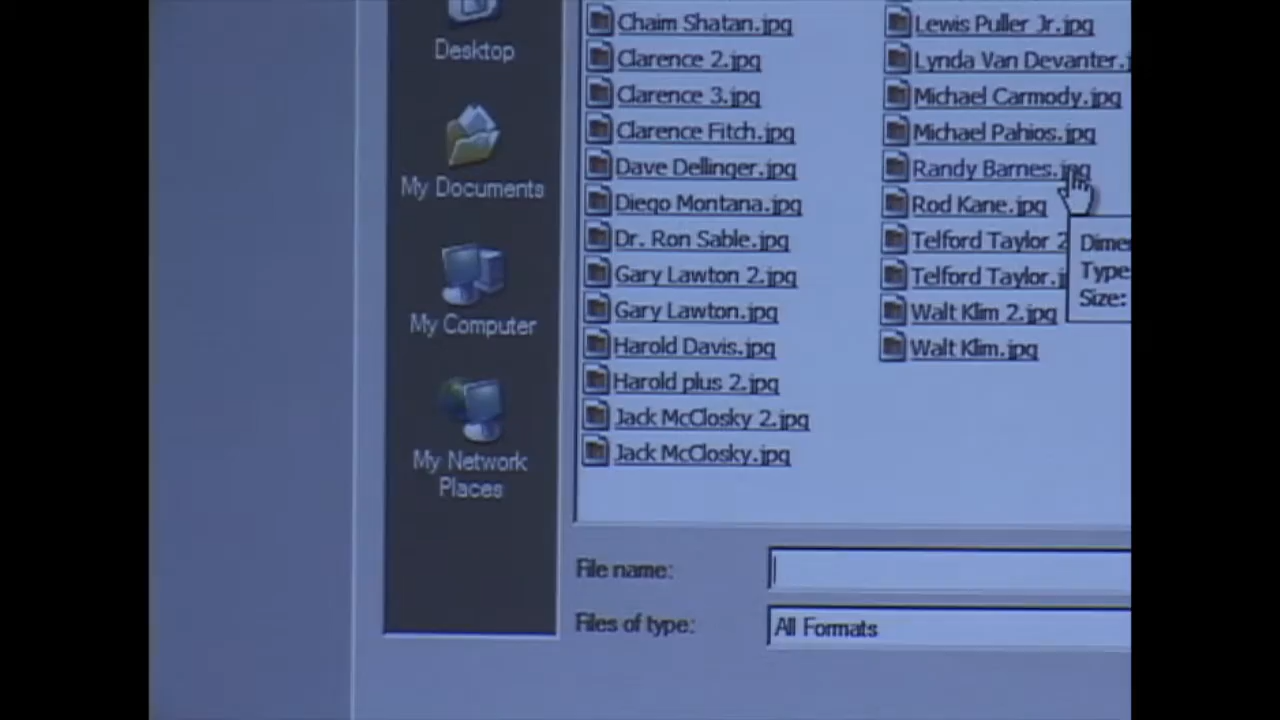 Desktop
My Documents
My Computer
My Network
Places
Chaim Shatan.jpg
Clarence 2.jpg
Clarence 3.jpg
Clarence Fitch.jpg
Dave Dellinger.jpg
Diego Montana.jpg
Dr. Ron Sable.jpg
Gary Lawton 2.jpg
Gary Lawton.jpg
Harold Davis.jpg
Harold plus 2.jpg
Jack McClosky 2.jpg
Jack McClosky.jpg
Lewis Puller Jr.jpg
Lynda Van Devanter.j
Michael Carmody.jpg
Michael Pahios.jpg
Randy Barnes.jpg
Rod Kane.jpg
Telford Taylor 2
Telford Taylor.j
Walt Klim 2.jpg
Walt Klim.jpg
Dime
Type
Size:
File name:
Files of type:
All Formats